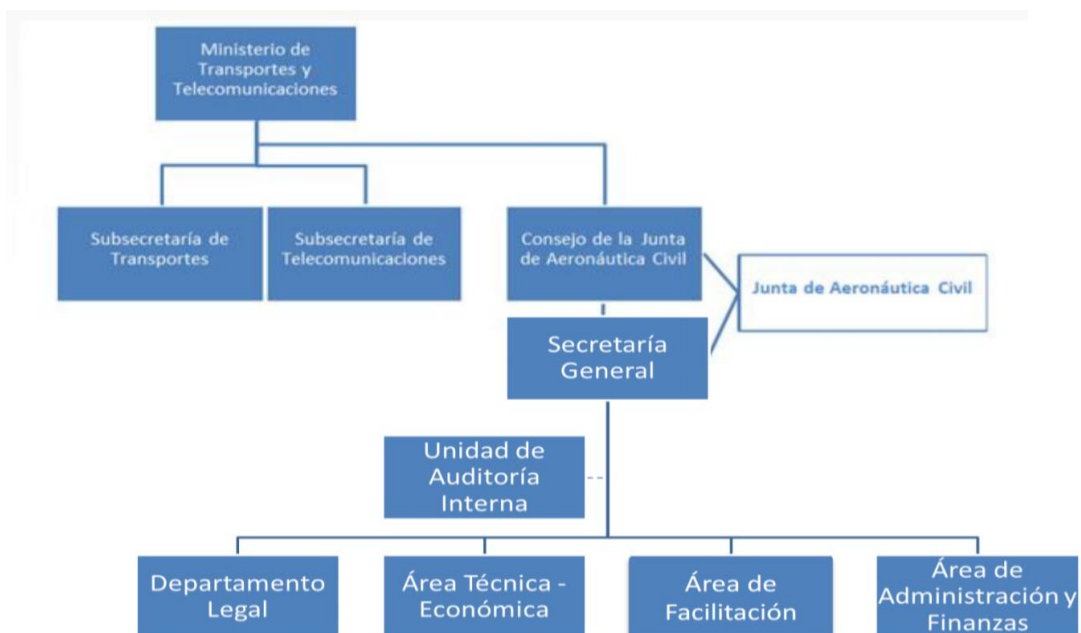 Ministerio de
Transportes y
Telecomunicaciones
Subsecretaría de
Transportes
Subsecretaría de
Telecomunicaciones
Consejo de la Junta
de Aeronáutica Civil
Junta de Aeronáutica Civil
Secretaría
General
Unidad de
Auditoría
Interna
Departamento
Legal
Área Técnica -
Económica
Área de
Facilitación
Área de
Administración y
Finanzas